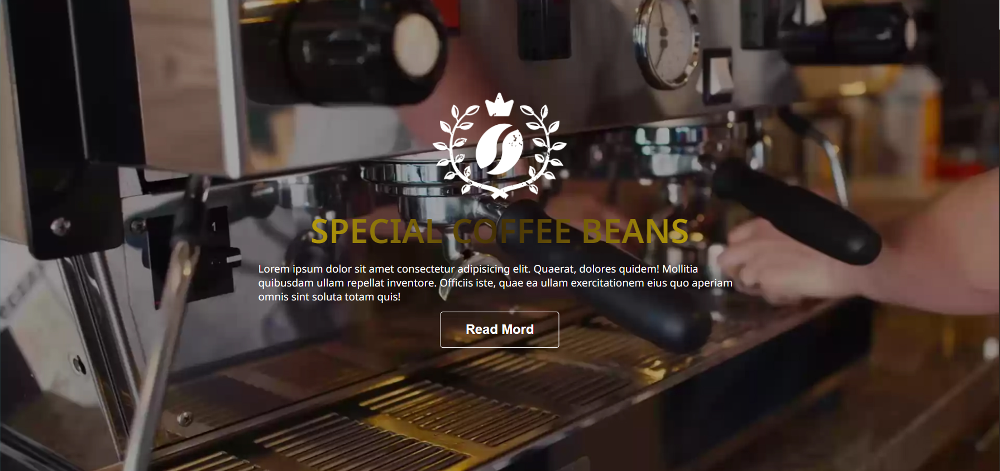 1
SPECIAL COFFEE BEANS
Lorem ipsum dolor sit amet consectetur adipisicing elit. Quaerat, dolores quidem! Mollitia
quibusdam ullam repellat inventore. Officiis iste, quae ea ullam exercitationem eius quo aperiam
omnis sint soluta totam quis!
Read Mord